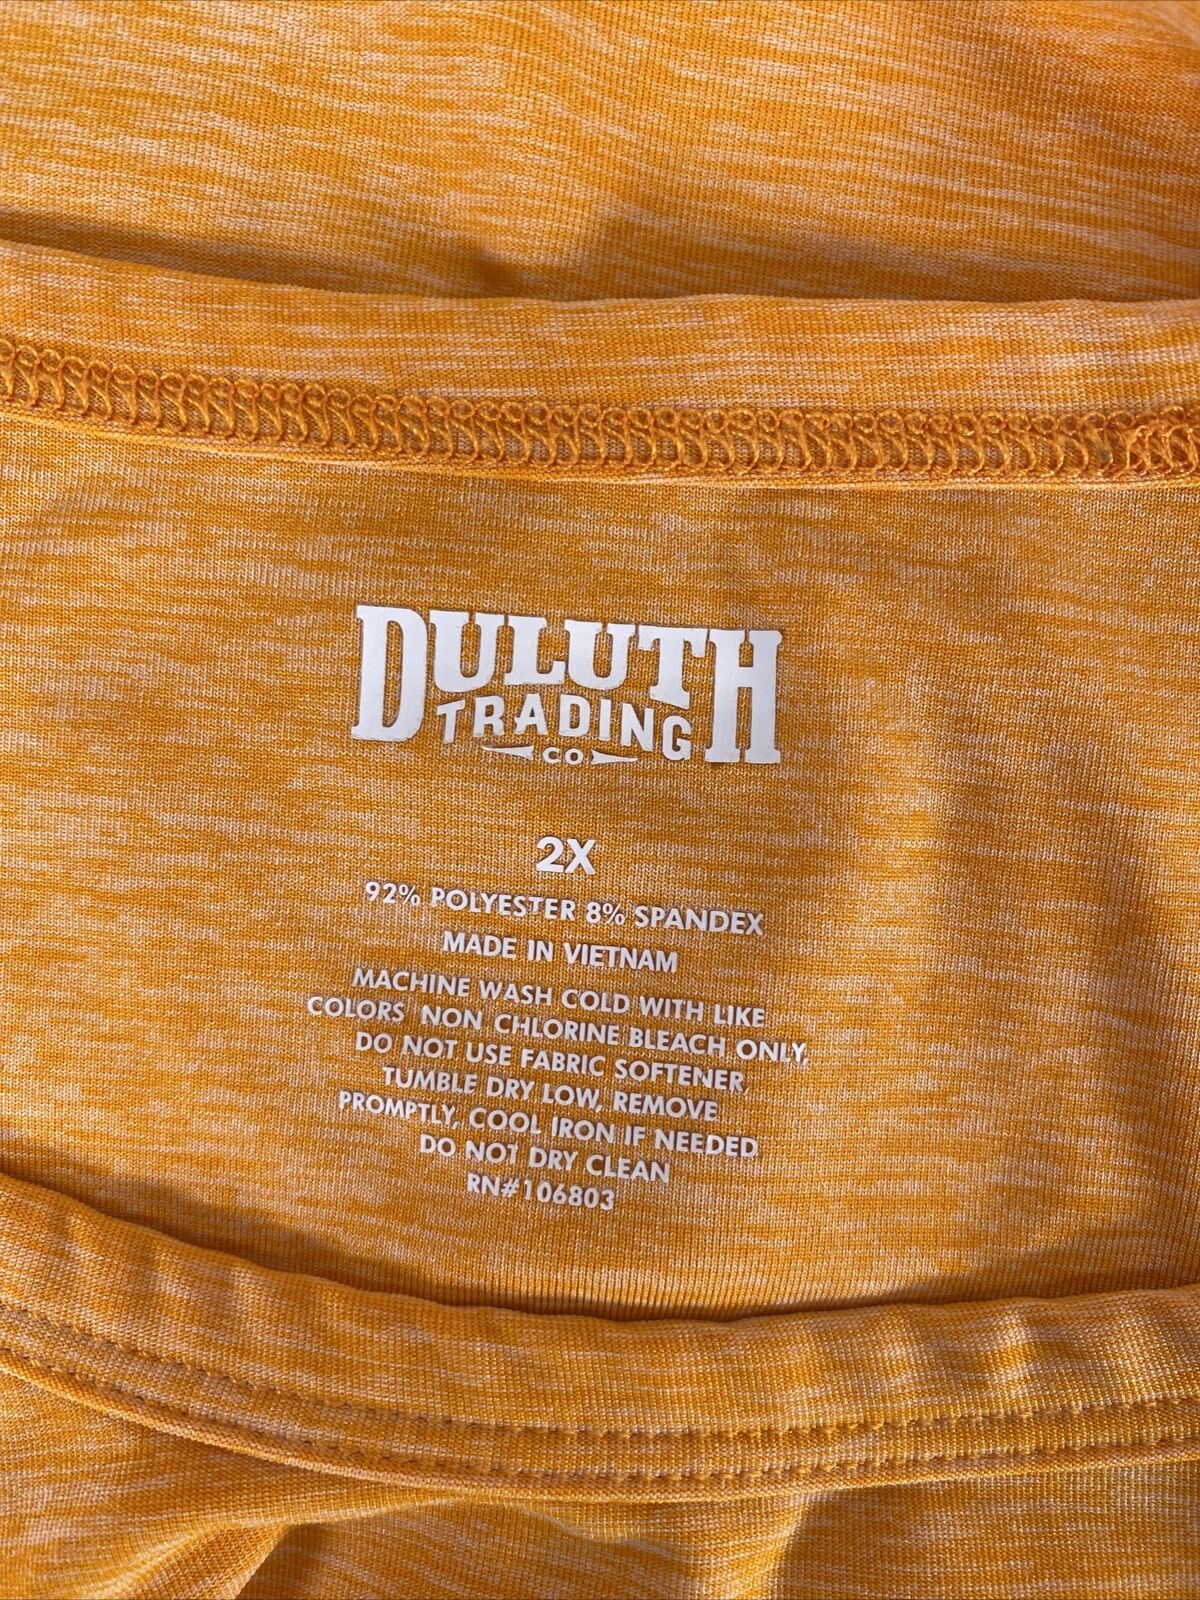 DULUTH
TRADING
CO
2X
92% POLYESTER 8% SPANDEX
MADE IN VIETNAM
MACHINE WASH COLD WITH LIKE
COLORS NON CHLORINE BLEACH ONLY,
DO NOT USE FABRIC SOFTENER,
TUMBLE DRY LOW, REMOVE
PROMPTLY, COOL IRON IF NEEDED
DO NOT DRY CLEAN
RN#106803